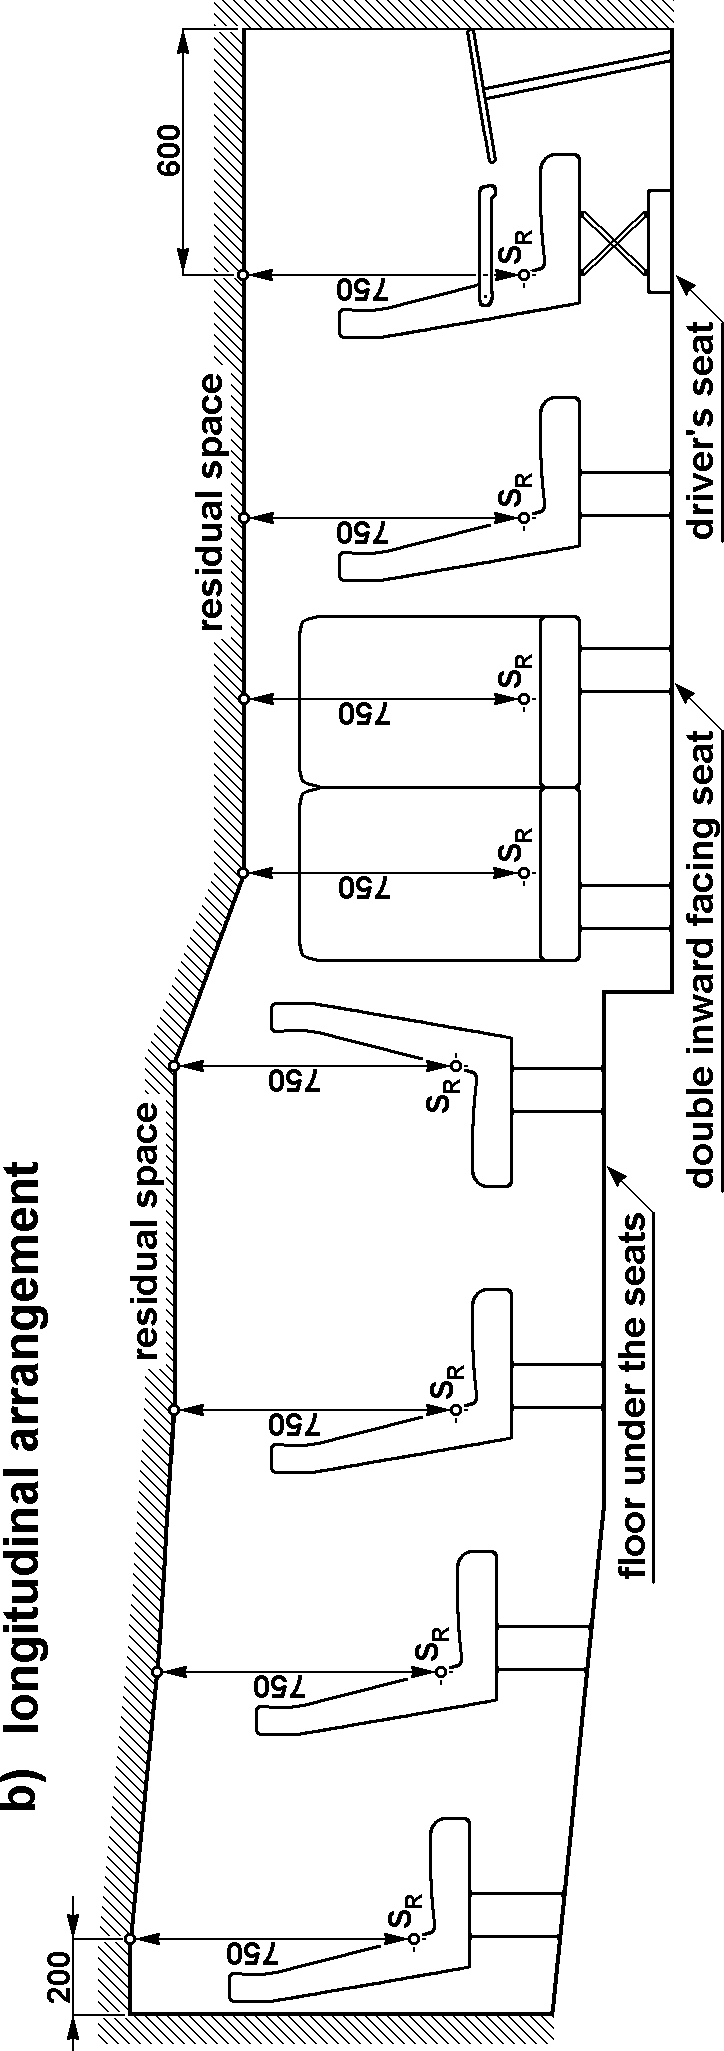 b) longitudinal arrangement
200
600
residual space
residual space
750
750
750
750
750
750
750
750
S_R
S_R
S_R
S_R
S_R
S_R
S_R
S_R
floor under the seats
double inward facing seat
driver's seat